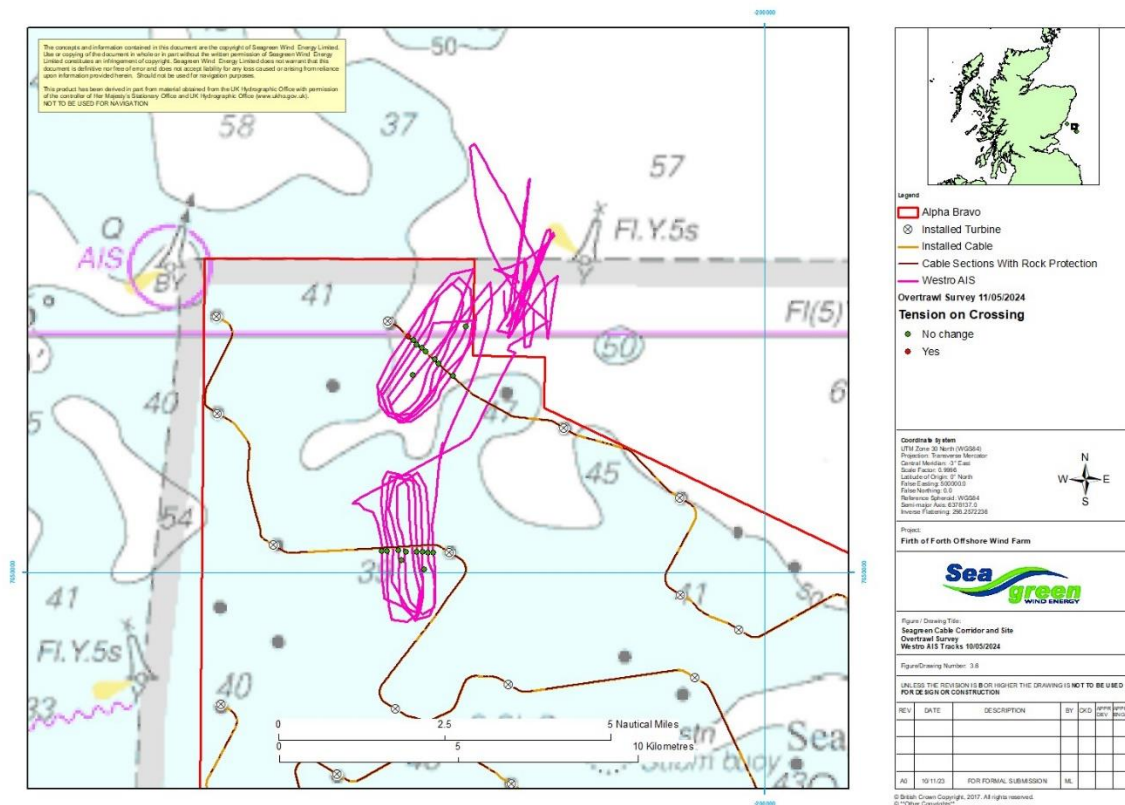 The concepts and information contained in this document are the copyright of Seagreen Wind Energy Limited.
Use or copying of the document in whole or in part without the written permission of Seagreen Wind Energy
Limited constitutes an infringement of copyright. Seagreen Wind Energy Limited does not warrant that this
document is definitive nor free of error and does not accept liability for any loss caused or arising from reliance
upon information provided herein. Should not be used for navigation purposes.
This product has been derived in part from material obtained from the UK Hydrographic Office with permission
of the controller of Her Majesty's Stationery Office and UK Hydrographic Office (www.ukho.gov.uk).
NOT TO BE USED FOR NAVIGATION
-200000
50
58
37
57
Q
AIS
BY
Fl.Y.5s
Y
41
Fl(5)
50
40
47
45
54
41
41
Fl.Y.5s
40
33
0 2.5 5 Nautical Miles
0 5 10 Kilometres
Sea
430
-200000
Legend
Alpha Bravo
Installed Turbine
Installed Cable
Cable Sections With Rock Protection
Westro AIS
Overtrawl Survey 11/05/2024
Tension on Crossing
No change
Yes
Coordinate System
UTM Zone 30 North (WGS84)
Projection: Transverse Mercator
Central Meridian: -3° East
Scale Factor: 0.9996
Latitude of Origin: 0° North
False Easting: 500000.0
False Northing: 0.0
Reference Spheroid: WGS84
Semi-major Axis: 6378137.0
Inverse Flattening: 298.2572236
N
W E
S
Project:
Firth of Forth Offshore Wind Farm
Sea
green
WIND ENERGY
Figure / Drawing Title:
Seagreen Cable Corridor and Site
Overtrawl Survey
Westro AIS Tracks 10/05/2024
Figure/Drawing Number: 3.8
UNLESS THE REVISION IS B OR HIGHER THE DRAWING IS NOT TO BE USED
FOR DESIGN OR CONSTRUCTION
REV DATE DESCRIPTION BY CKD
A0 10/11/23 FOR FORMAL SUBMISSION ML
© British Crown Copyright, 2017. All rights reserved.
© "Other Copyrights"